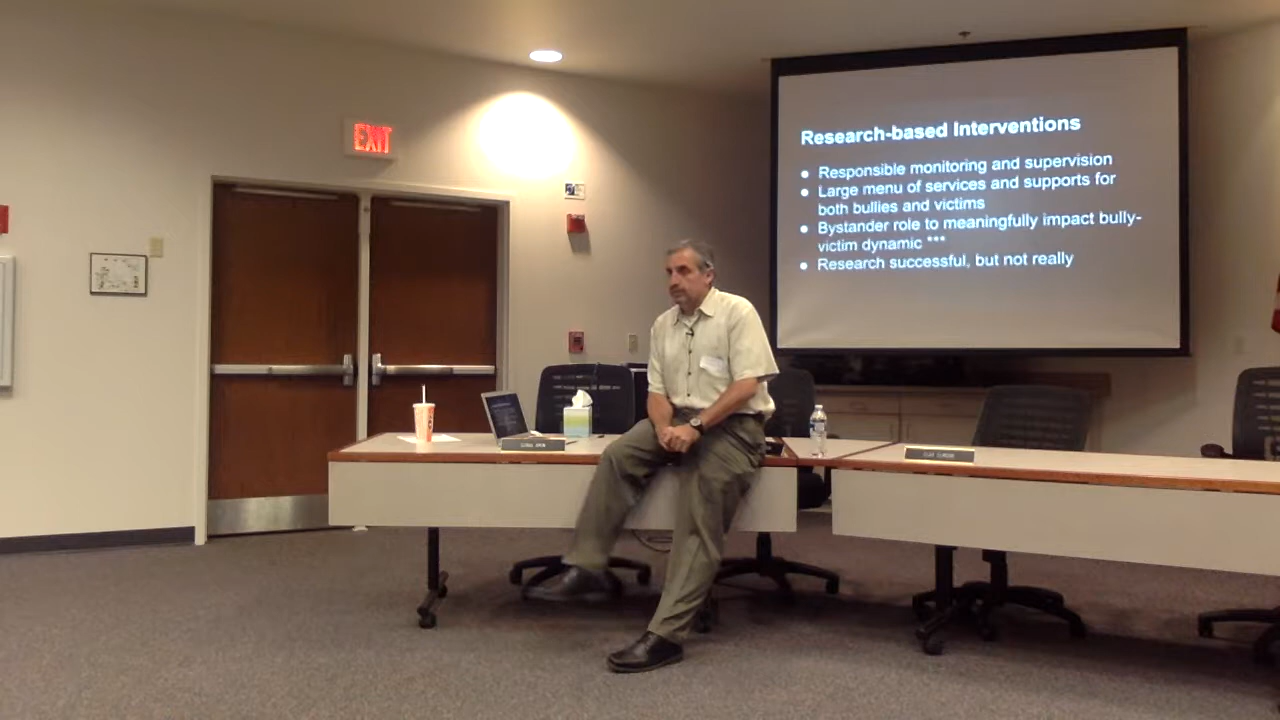 EXIT
Research-based Interventions
● Responsible monitoring and supervision
● Large menu of services and supports for
both bullies and victims
● Bystander role to meaningfully impact bully-
victim dynamic ***
● Research successful, but not really